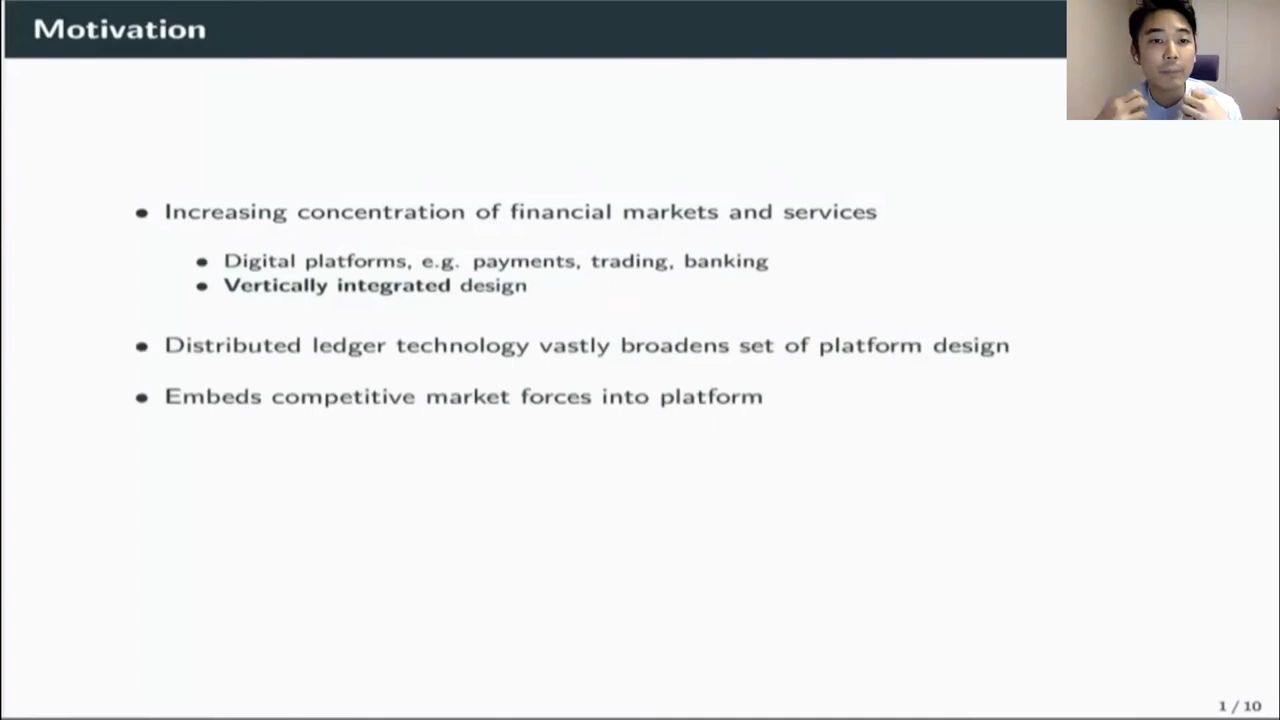 Motivation
• Increasing concentration of financial markets and services
• Digital platforms, e.g. payments, trading, banking
• Vertically integrated design
• Distributed ledger technology vastly broadens set of platform design
• Embeds competitive market forces into platform
1 / 10